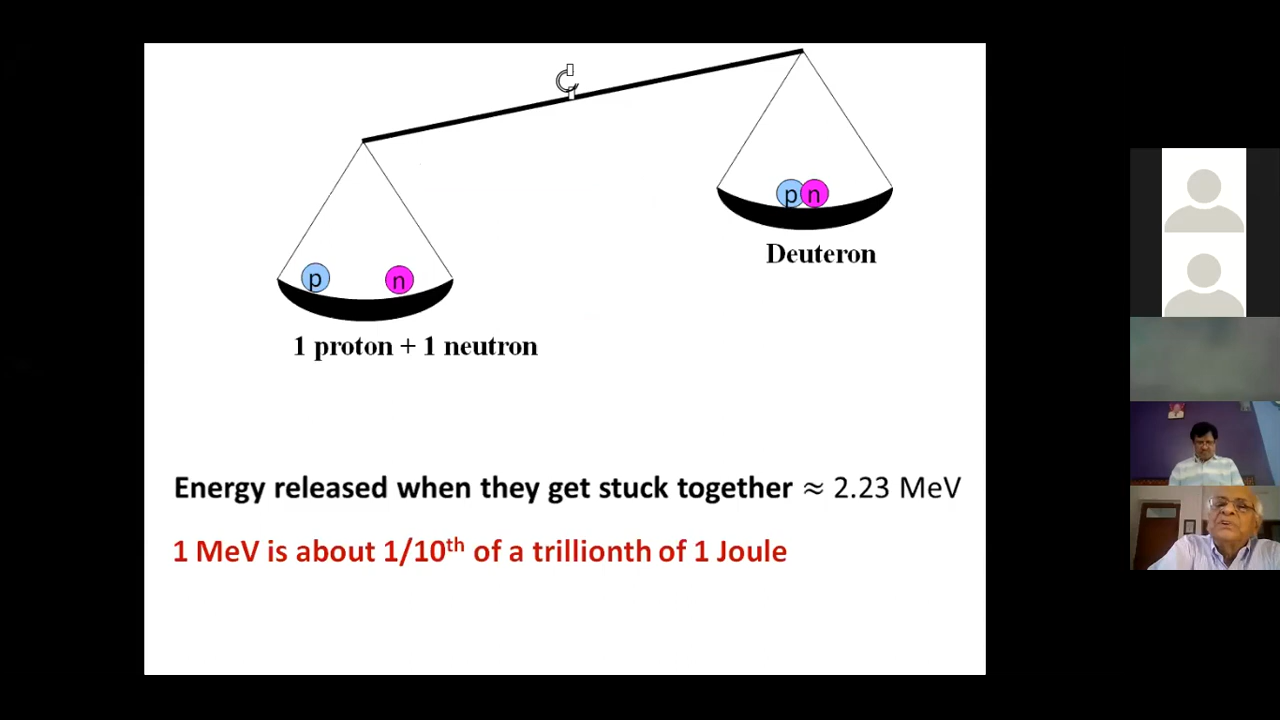 p n
Deuteron
p n
1 proton + 1 neutron
Energy released when they get stuck together ≈ 2.23 MeV
1 MeV is about 1/10th of a trillionth of 1 Joule